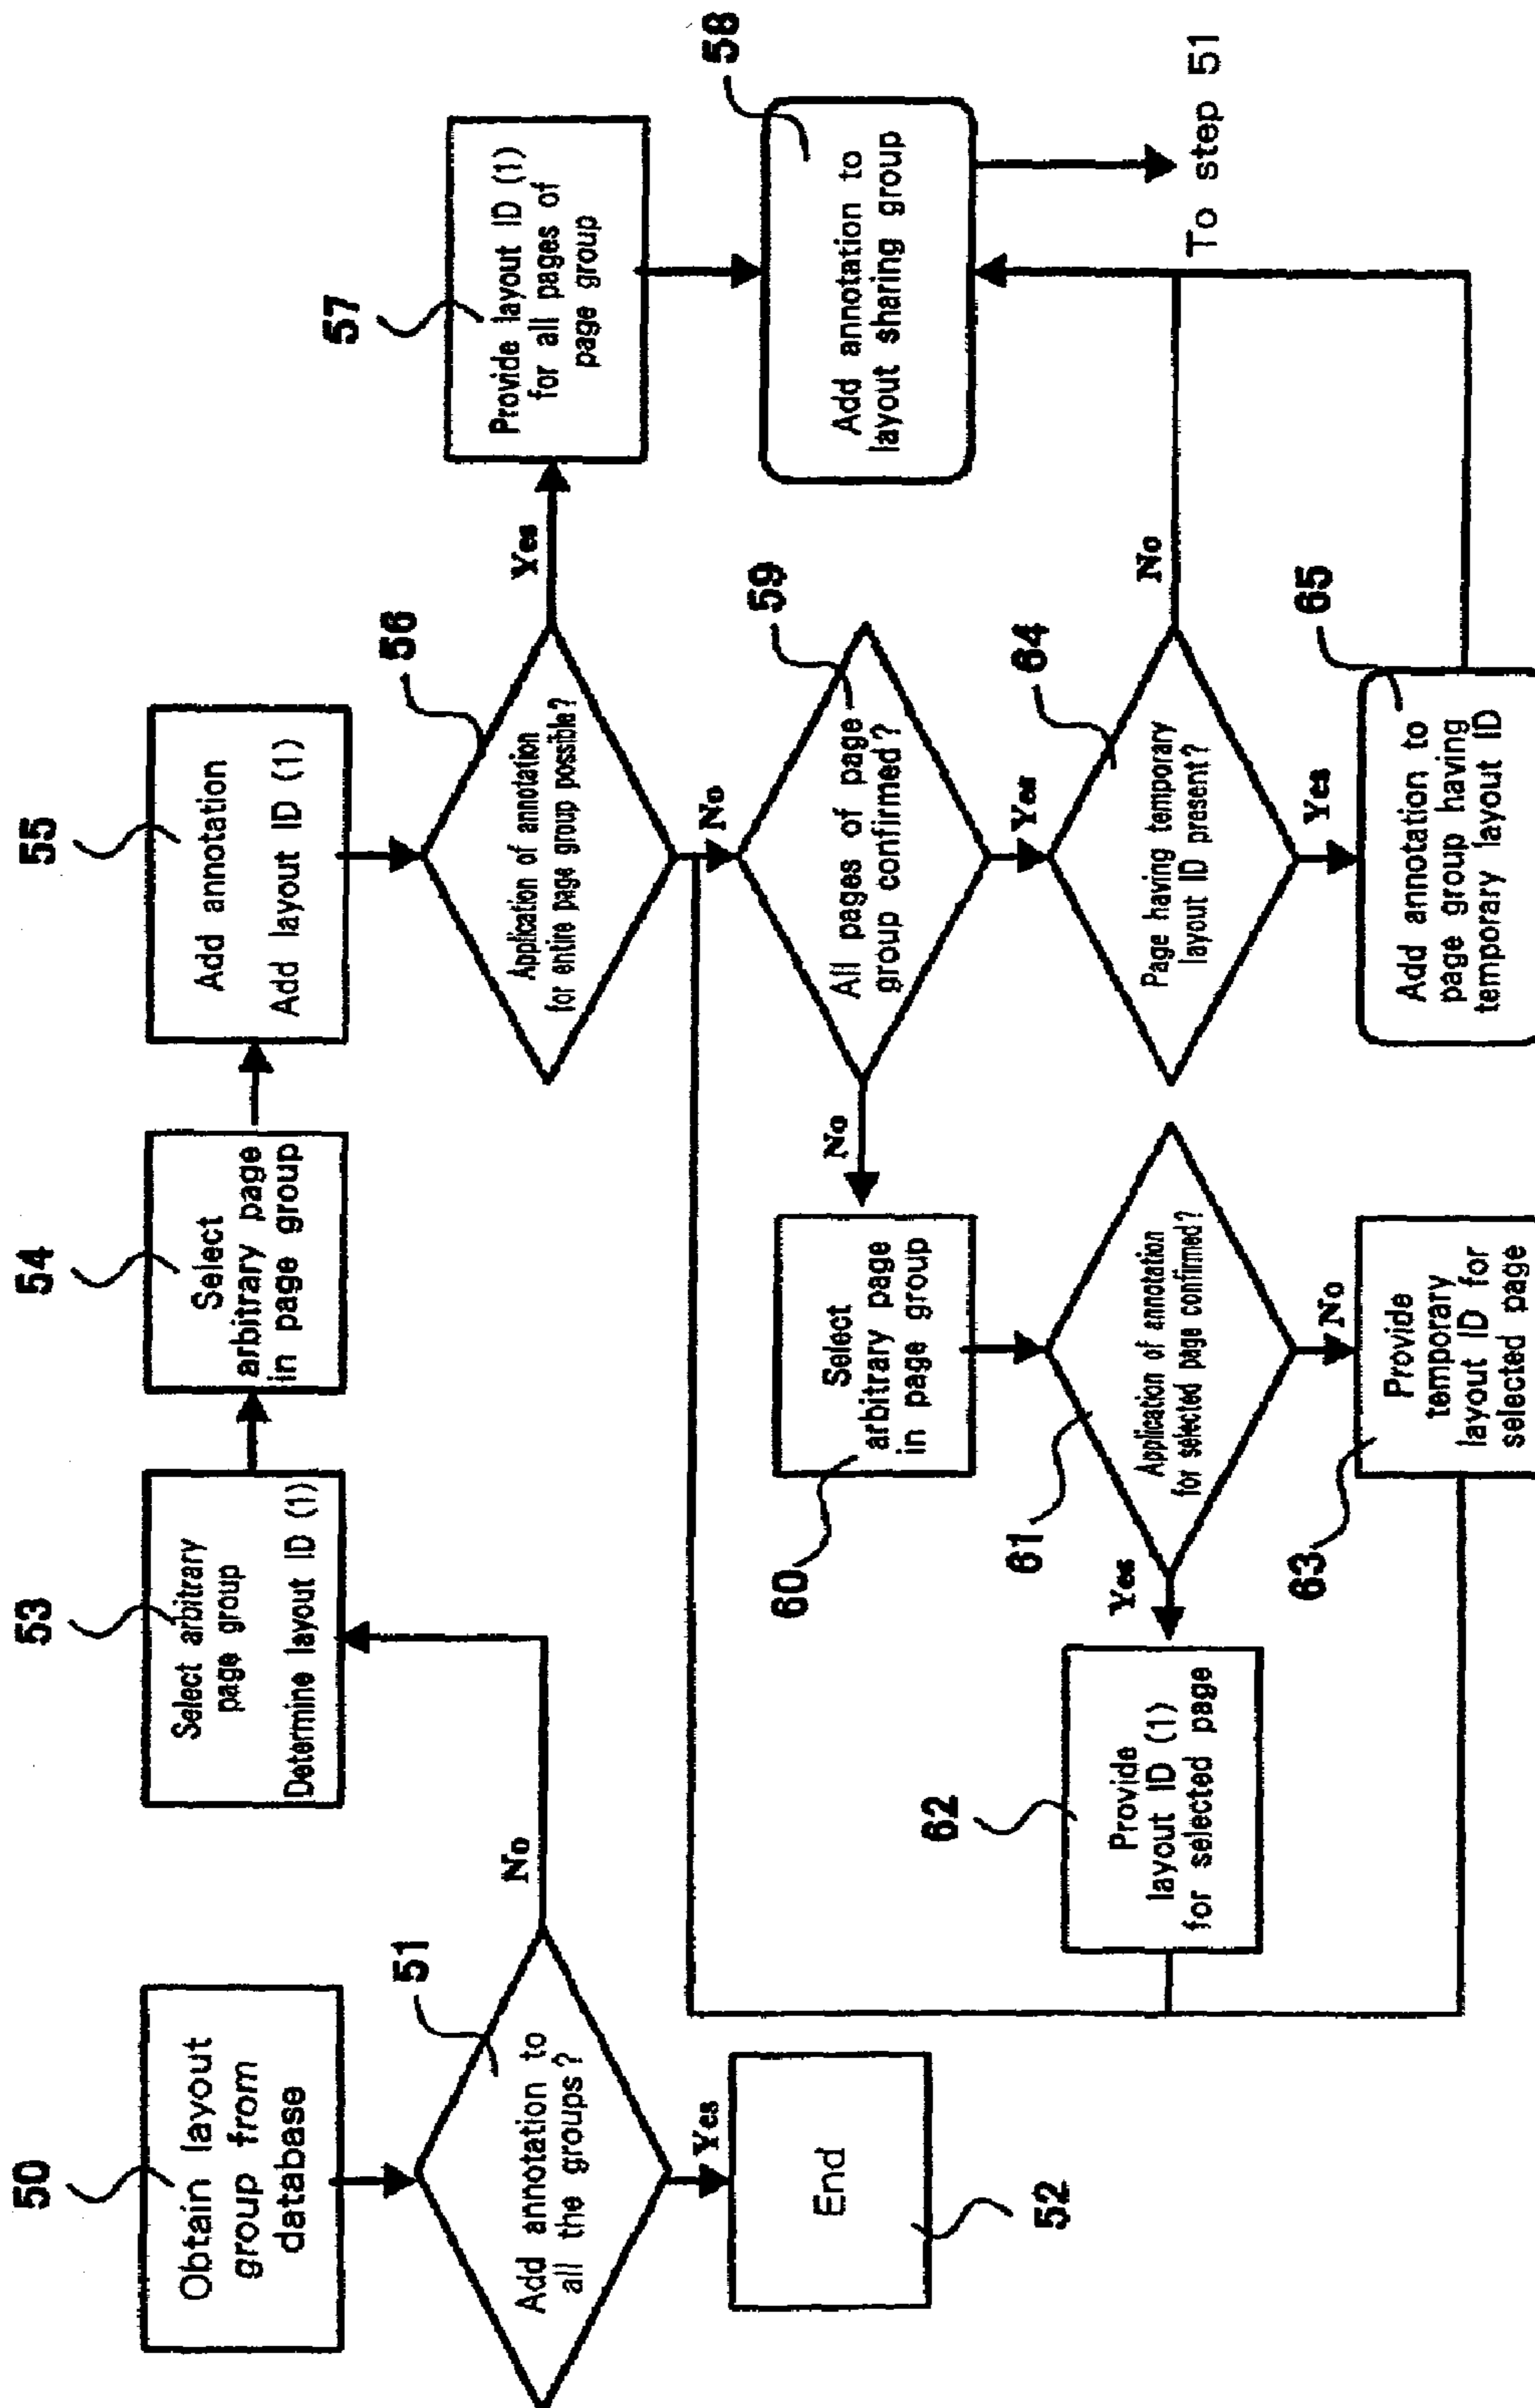 50
Obtain layout
group from
database
51
Add annotation to
all the groups?
No
Yes
End
52
53
Select arbitrary
page group
Determine layout ID (1)
54
Select
arbitrary page
in page group
55
Add annotation
Add layout ID (1)
56
Application of annotation
for entire page group possible?
Yes
No
57
Provide layout ID (1)
for all pages of
page group
58
Add annotation to
layout sharing group
To step 51
59
All pages of page
group confirmed?
No
Yes
60
Select
arbitrary page
in page group
61
Application of annotation
for selected page confirmed?
Yes
No
62
Provide
layout ID (1)
for selected page
63
Provide
temporary
layout ID for
selected page
64
Page having temporary
layout ID present?
No
Yes
65
Add annotation to
page group having
temporary layout ID